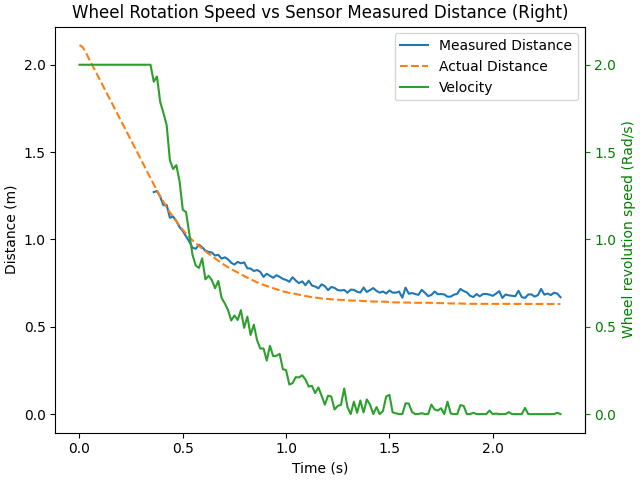 Wheel Rotation Speed vs Sensor Measured Distance (Right)
Measured Distance
Actual Distance
Velocity
Distance (m)
2.0
1.5
1.0
0.5
0.0
2.0
1.5
1.0
0.5
0.0
Wheel revolution speed (Rad/s)
0.0 0.5 1.0 1.5 2.0
Time (s)